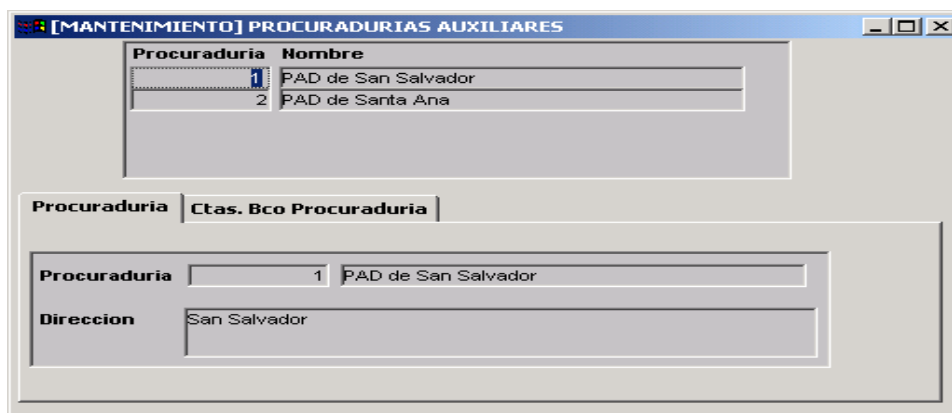 [MANTENIMIENTO] PROCURADURIAS AUXILIARES
Procuraduria Nombre
1 PAD de San Salvador
2 PAD de Santa Ana
Procuraduria Ctas. Bco Procuraduria
Procuraduria 1 PAD de San Salvador
Direccion San Salvador